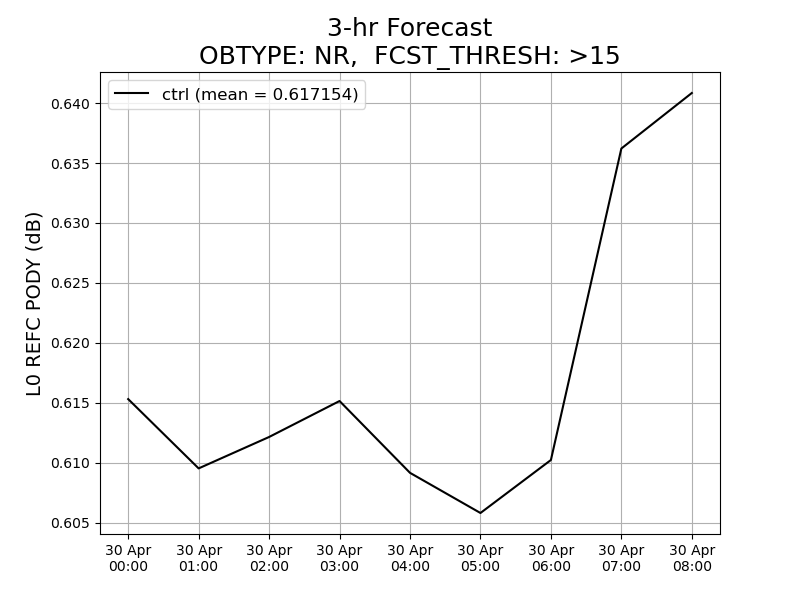 3-hr Forecast
OBTYPE: NR,  FCST_THRESH: >15
ctrl (mean = 0.617154)
L0 REFC PODY (dB)
0.640
0.635
0.630
0.625
0.620
0.615
0.610
0.605
30 Apr 30 Apr 30 Apr 30 Apr 30 Apr 30 Apr 30 Apr 30 Apr 30 Apr
00:00 01:00 02:00 03:00 04:00 05:00 06:00 07:00 08:00